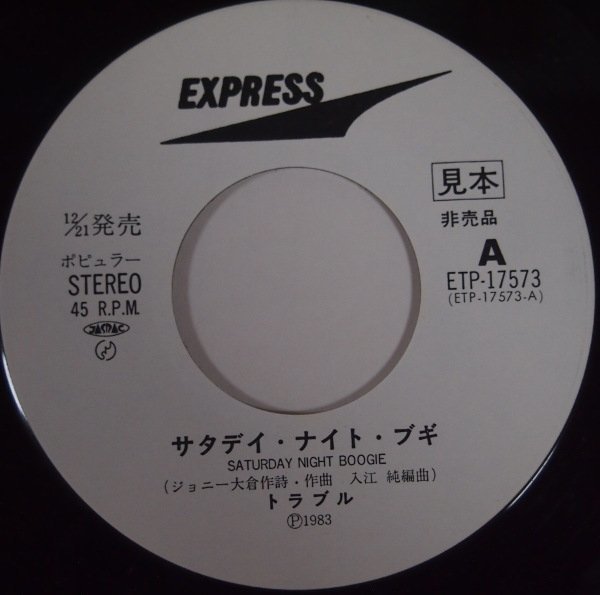 EXPRESS
見本
非売品
A
ETP-17573
(ETP-17573-A)
12/21発売
ポピュラー
STEREO
45 R.P.M.
JASRAC
サタデイ・ナイト・ブギ
SATURDAY NIGHT BOOGIE
(ジョニー大倉作詩・作曲 入江 純編曲)
トラブル
Ⓟ1983